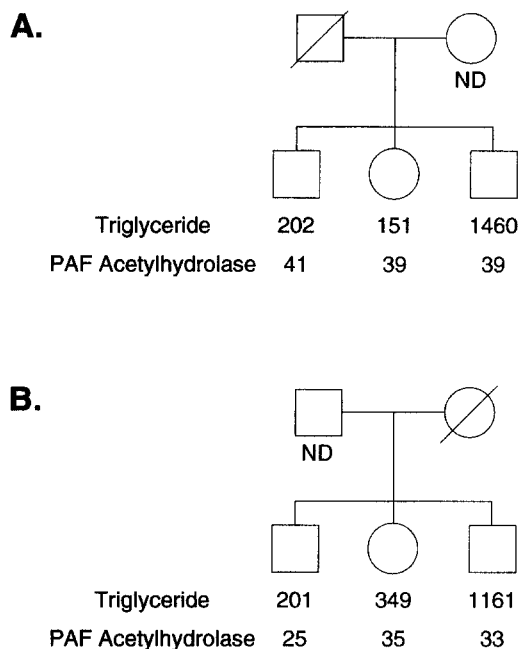 A.
ND
Triglyceride 202 151 1460
PAF Acetylhydrolase 41 39 39
B.
ND
Triglyceride 201 349 1161
PAF Acetylhydrolase 25 35 33